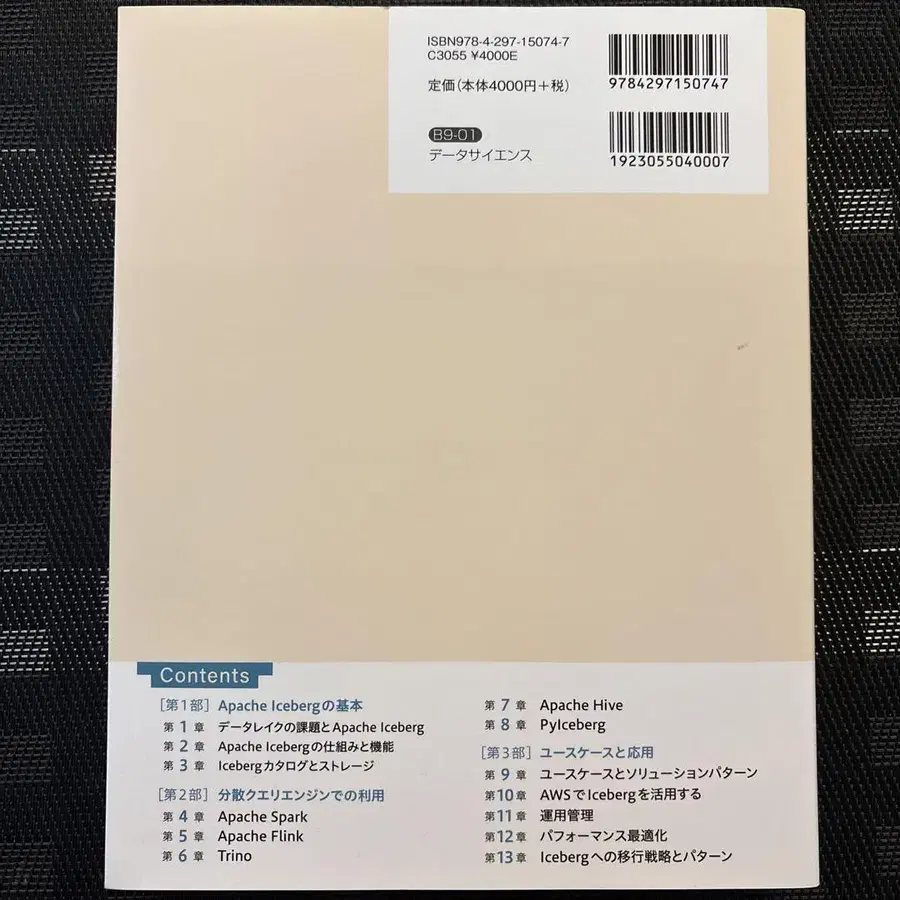 ISBN978-4-297-15074-7
C3055 ¥4000E
定価(本体4000円+税)
9784297150747
B9-01
データサイエンス
1923055040007
Contents
[第1部] Apache Icebergの基本
第1章 データレイクの課題とApache Iceberg
第2章 Apache Icebergの仕組みと機能
第3章 Icebergカタログとストレージ
[第2部] 分散クエリエンジンでの利用
第4章 Apache Spark
第5章 Apache Flink
第6章 Trino
第7章 Apache Hive
第8章 PyIceberg
[第3部] ユースケースと応用
第9章 ユースケースとソリューションパターン
第10章 AWSでIcebergを活用する
第11章 運用管理
第12章 パフォーマンス最適化
第13章 Icebergへの移行戦略とパターン